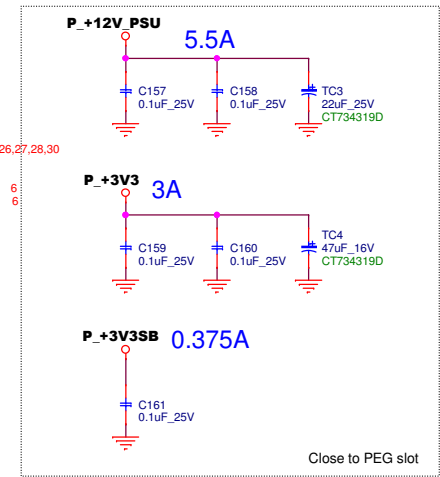 P_+12V_PSU
5.5A
C157
0.1uF_25V
C158
0.1uF_25V
TC3
22uF_25V
CT734319D
26,27,28,30
P_+3V3
3A
6
6
C159
0.1uF_25V
C160
0.1uF_25V
TC4
47uF_16V
CT734319D
P_+3V3SB
0.375A
C161
0.1uF_25V
Close to PEG slot